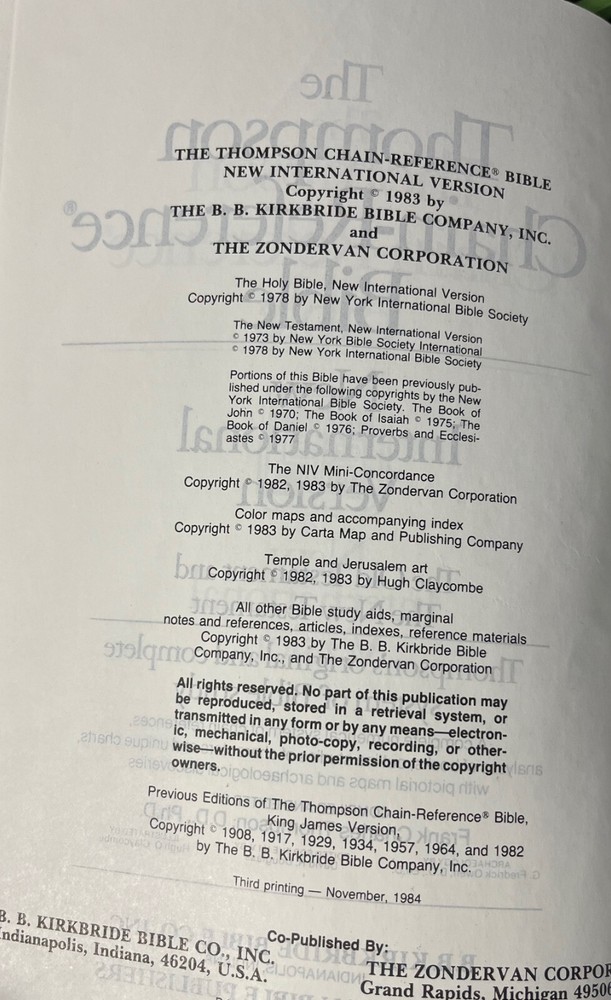 THE THOMPSON CHAIN-REFERENCE® BIBLE
NEW INTERNATIONAL VERSION
Copyright © 1983 by
THE B. B. KIRKBRIDE BIBLE COMPANY, INC.
and
THE ZONDERVAN CORPORATION
The Holy Bible, New International Version
Copyright © 1978 by New York International Bible Society
The New Testament, New International Version
© 1973 by New York Bible Society International
© 1978 by New York International Bible Society
Portions of this Bible have been previously pub-
lished under the following copyrights by the New
York International Bible Society. The Book of
John © 1970; The Book of Isaiah © 1975; The
Book of Daniel © 1976; Proverbs and Ecclesi-
astes © 1977
The NIV Mini-Concordance
Copyright © 1982, 1983 by The Zondervan Corporation
Color maps and accompanying index
Copyright © 1983 by Carta Map and Publishing Company
Temple and Jerusalem art
Copyright © 1982, 1983 by Hugh Claycombe
All other Bible study aids, marginal
notes and references, articles, indexes, reference materials
Copyright © 1983 by The B. B. Kirkbride Bible
Company, Inc., and The Zondervan Corporation
All rights reserved. No part of this publication may
be reproduced, stored in a retrieval system, or
transmitted in any form or by any means—electron-
ic, mechanical, photo-copy, recording, or other-
wise—without the prior permission of the copyright
owners.
Previous Editions of The Thompson Chain-Reference® Bible,
King James Version,
Copyright © 1908, 1917, 1929, 1934, 1957, 1964, and 1982
by The B. B. Kirkbride Bible Company, Inc.
Third printing — November, 1984
Co-Published By:
B. B. KIRKBRIDE BIBLE CO., INC.
Indianapolis, Indiana, 46204, U.S.A.
THE ZONDERVAN CORPOR
Grand Rapids, Michigan 49506